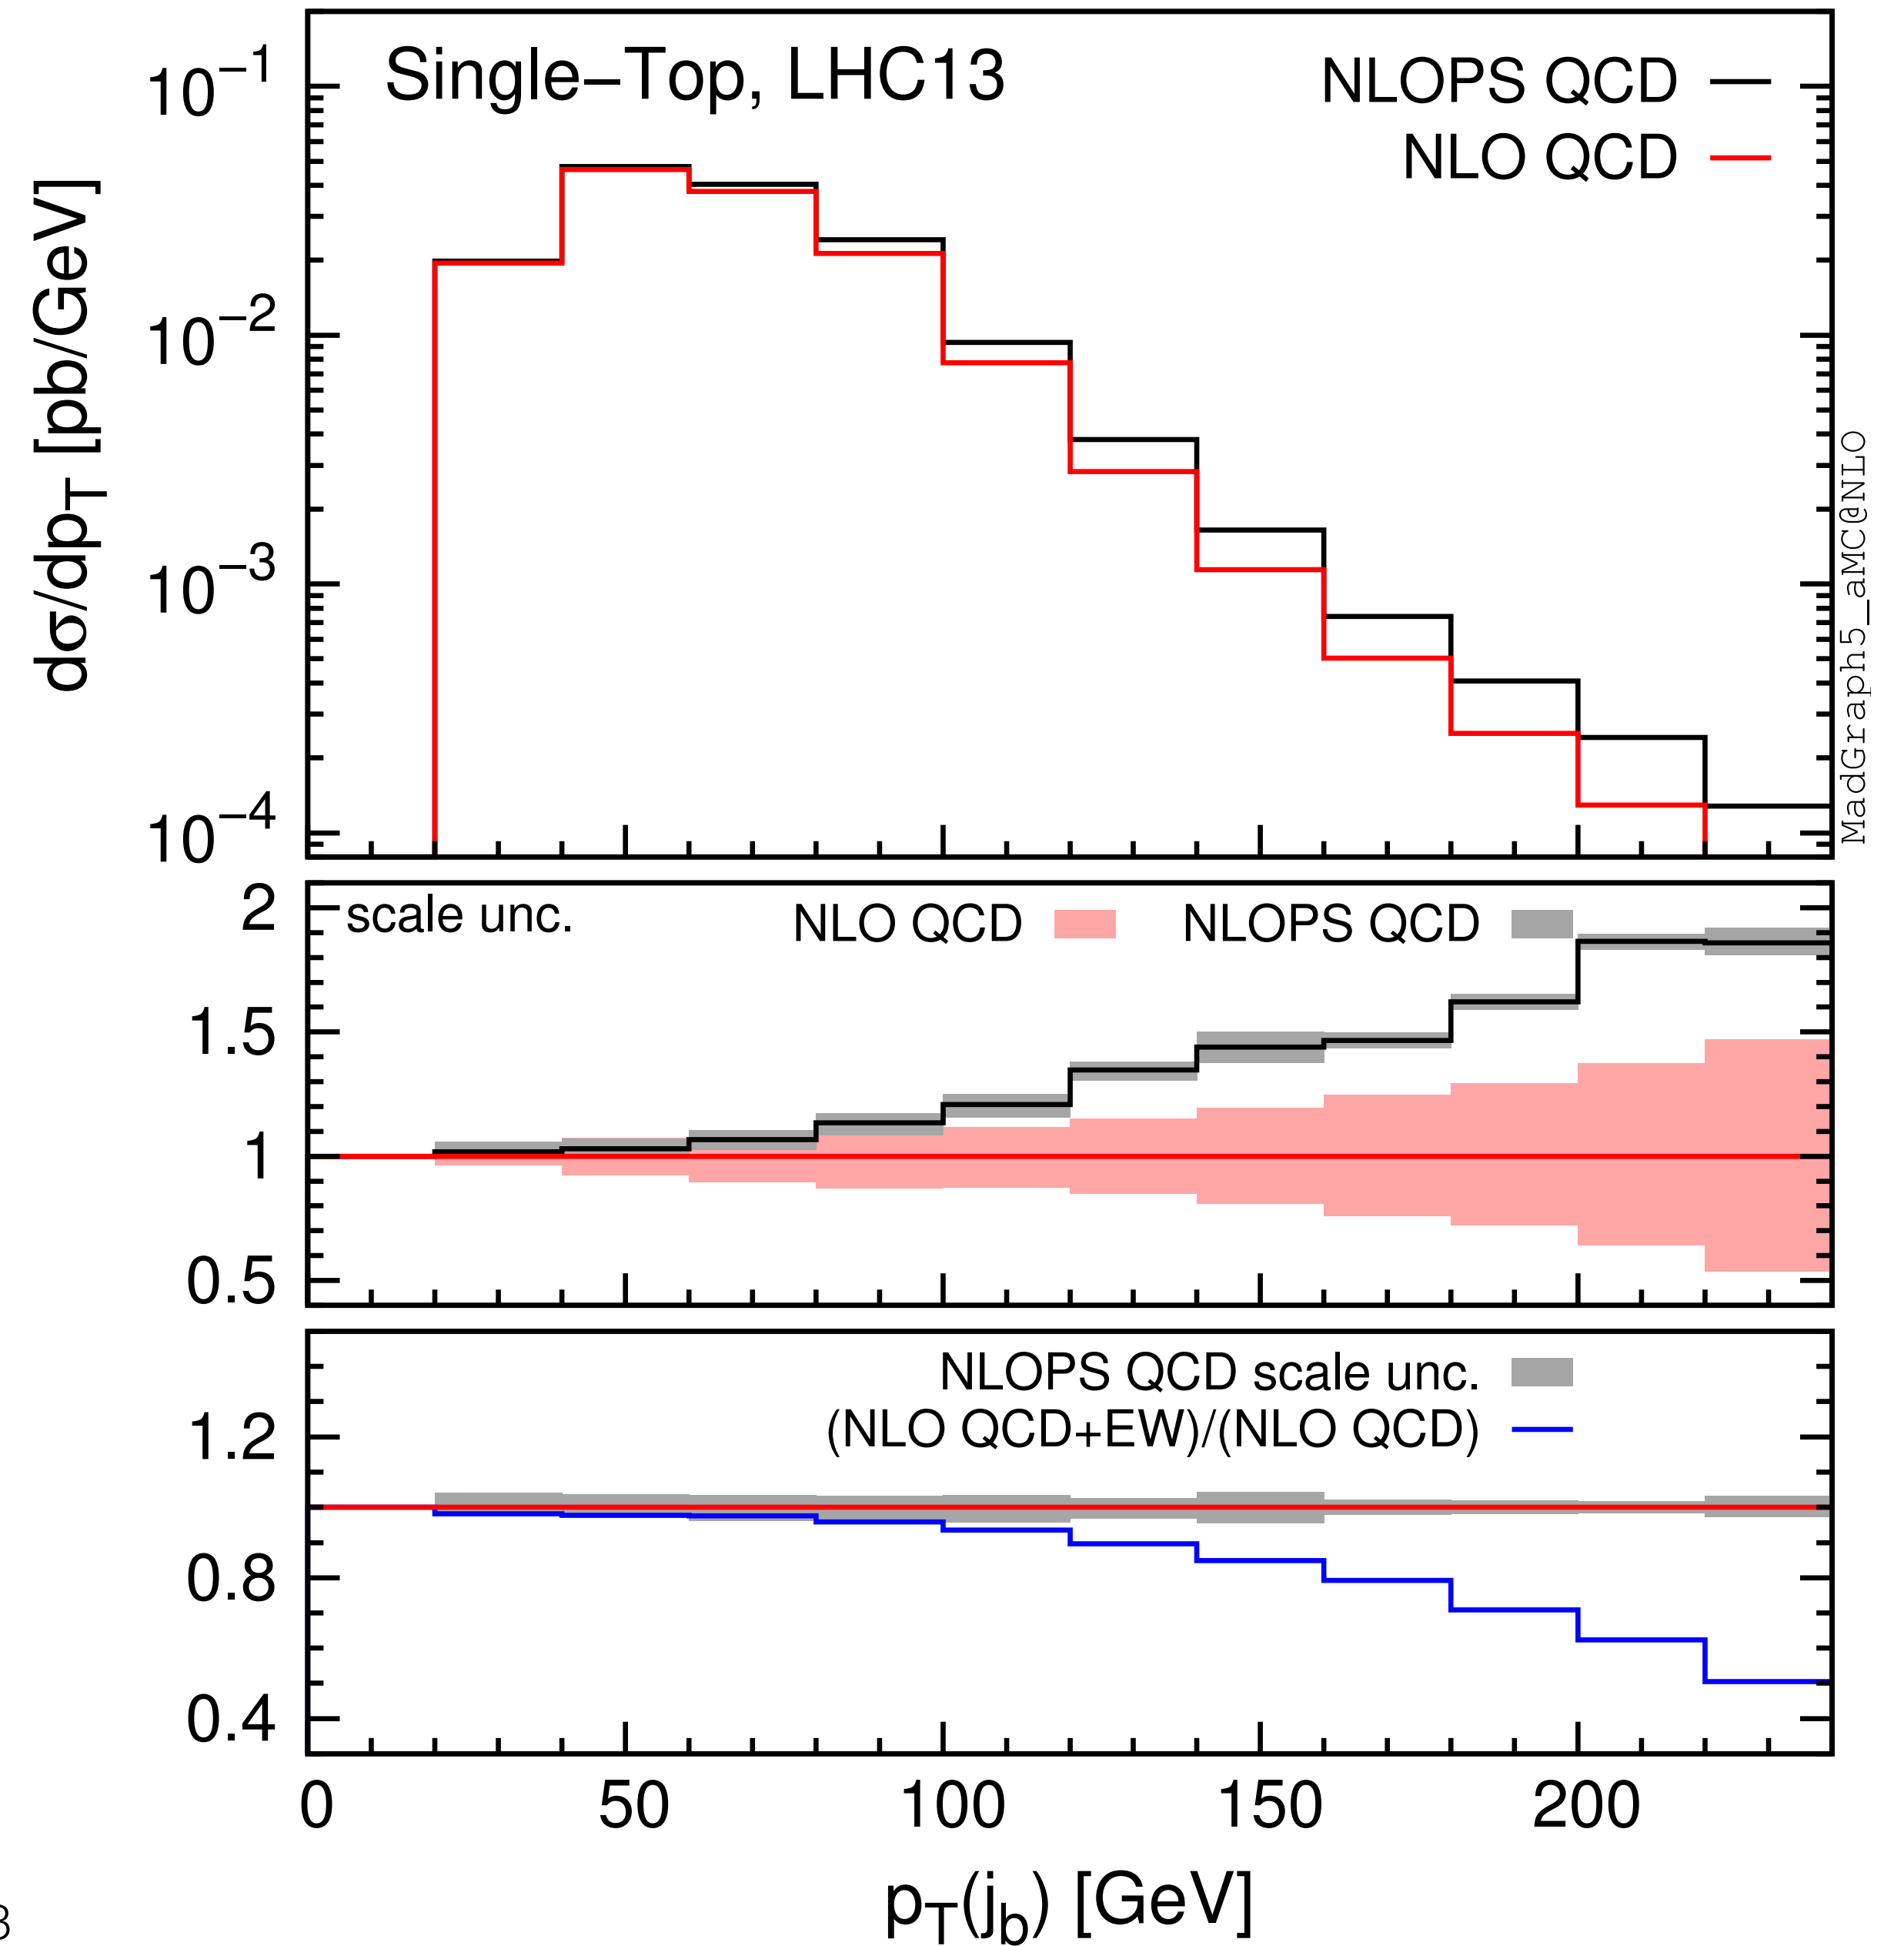 Single−Top, LHC13
NLOPS QCD
NLO QCD
10⁻¹
10⁻²
10⁻³
10⁻⁴
dσ/dp_T [pb/GeV]
MadGraph5_aMC@NLO
scale unc.
NLO QCD
NLOPS QCD
2
1.5
1
0.5
NLOPS QCD scale unc.
(NLO QCD+EW)/(NLO QCD)
1.2
0.8
0.4
0 50 100 150 200
p_T(j_b) [GeV]